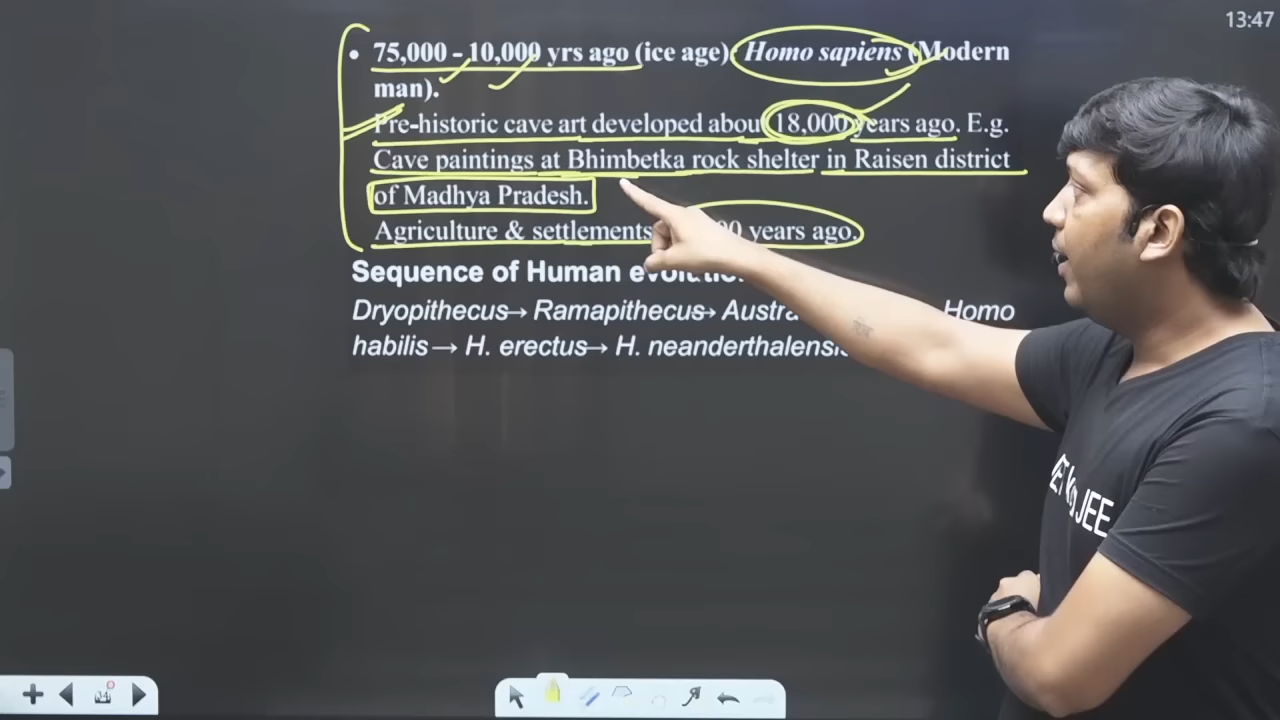 13:47
• 75,000 - 10,000 yrs ago (ice age): Homo sapiens (Modern
man).
Pre-historic cave art developed about 18,000 years ago. E.g.
Cave paintings at Bhimbetka rock shelter in Raisen district
of Madhya Pradesh.
Agriculture & settlements years ago.
Sequence of Human
Dryopithecus→ Ramapithecus→ Homo
habilis→ H. erectus→ H.
JEE